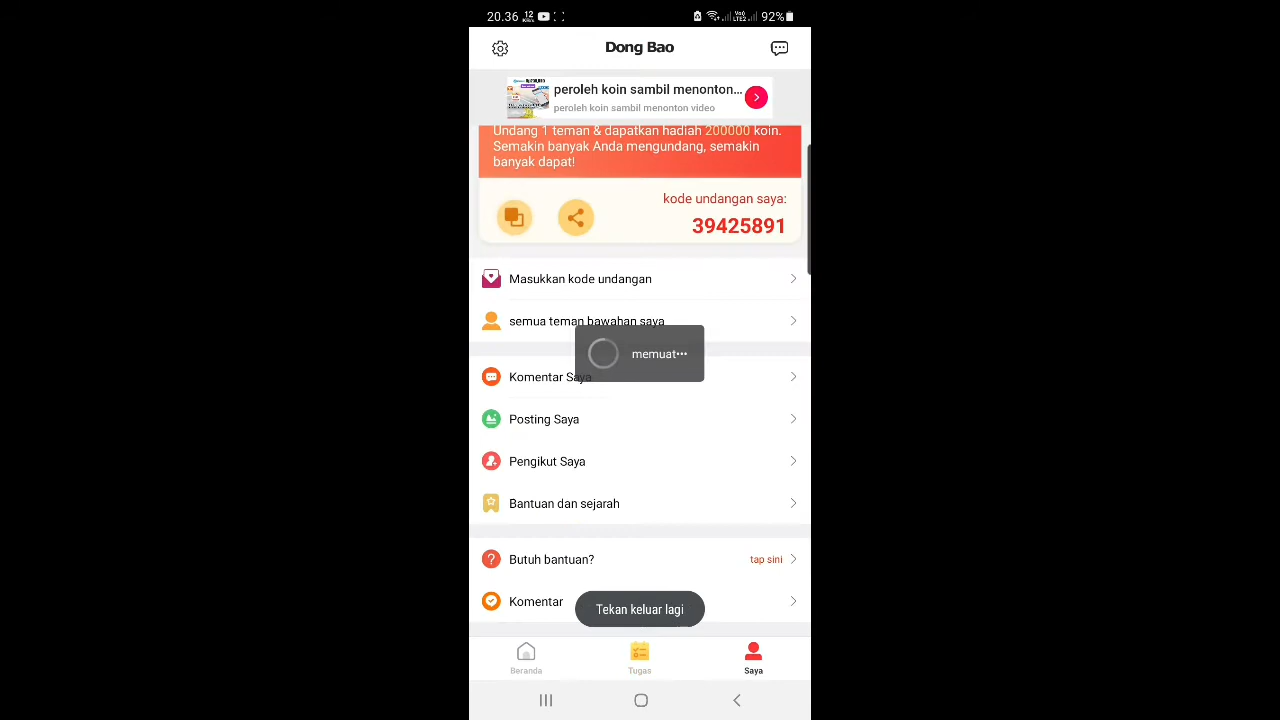 20.36 12 K/s 92%
Dong Bao
peroleh koin sambil menonton...
peroleh koin sambil menonton video
Undang 1 teman & dapatkan hadiah 200000 koin.
Semakin banyak Anda mengundang, semakin
banyak dapat!
kode undangan saya:
39425891
Masukkan kode undangan
semua teman bawahan saya
memuat•••
Komentar Saya
Posting Saya
Pengikut Saya
Bantuan dan sejarah
Butuh bantuan? tap sini
Komentar
Tekan keluar lagi
Beranda Tugas Saya